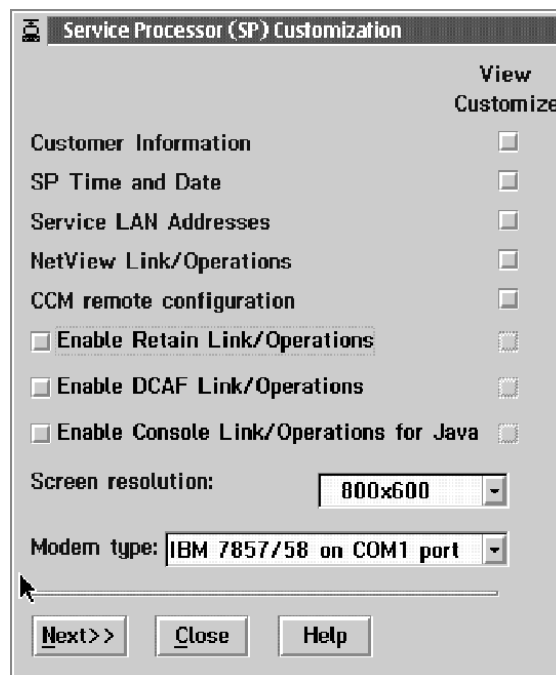 Service Processor (SP) Customization
View
Customize
Customer Information
SP Time and Date
Service LAN Addresses
NetView Link/Operations
CCM remote configuration
Enable Retain Link/Operations
Enable DCAF Link/Operations
Enable Console Link/Operations for Java
Screen resolution: 800x600
Modem type: IBM 7857/58 on COM1 port
Next>> Close Help